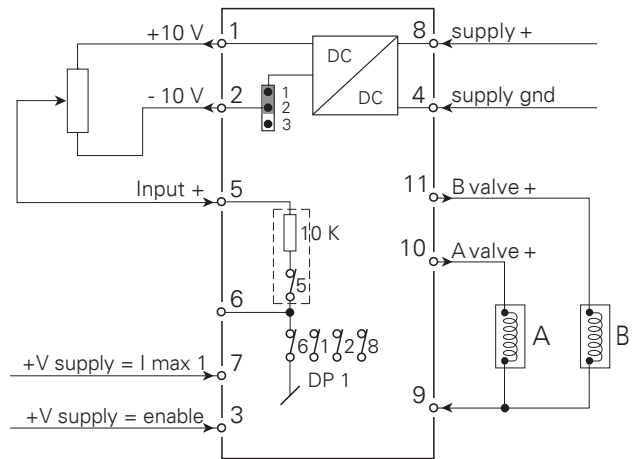 +10 V 1 8 supply +
DC
1
- 10 V 2 2 DC 4 supply gnd
3
Input + 5 11 B valve +
10 K 10 A valve +
5
6
A B
6 1 2 8
+V supply = I max 1 7
DP 1
9
+V supply = enable 3